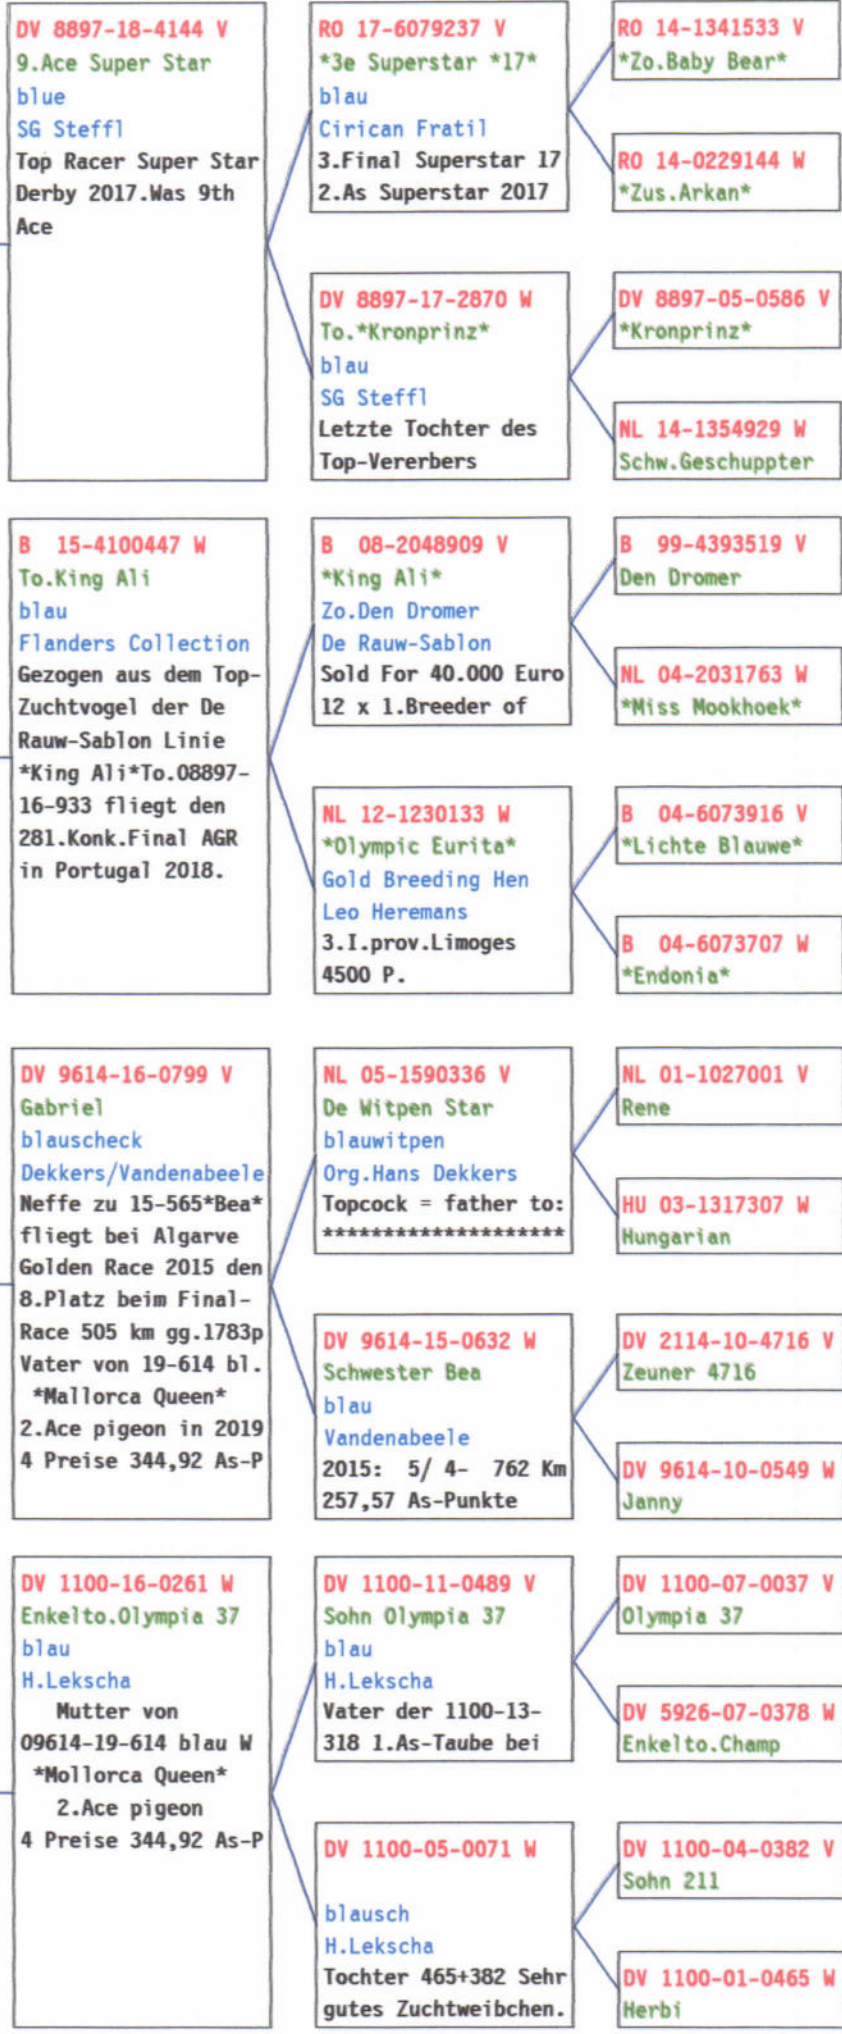 DV 8897-18-4144 V
9.Ace Super Star
blue
SG Steffl
Top Racer Super Star
Derby 2017.Was 9th
Ace
RO 17-6079237 V
*3e Superstar *17*
blau
Cirican Fratil
3.Final Superstar 17
2.As Superstar 2017
RO 14-1341533 V
*Zo.Baby Bear*
RO 14-0229144 W
*Zus.Arkan*
DV 8897-17-2870 W
To.*Kronprinz*
blau
SG Steffl
Letzte Tochter des
Top-Vererbers
DV 8897-05-0586 V
*Kronprinz*
NL 14-1354929 W
Schw.Geschuppter
B 15-4100447 W
To.King Ali
blau
Flanders Collection
Gezogen aus dem Top-
Zuchtvogel der De
Rauw-Sablon Linie
*King Ali*To.08897-
16-933 fliegt den
281.Konk.Final AGR
in Portugal 2018.
B 08-2048909 V
*King Ali*
Zo.Den Dromer
De Rauw-Sablon
Sold For 40.000 Euro
12 x 1.Breeder of
B 99-4393519 V
Den Dromer
NL 04-2031763 W
*Miss Mookhoek*
NL 12-1230133 W
*Olympic Eurita*
Gold Breeding Hen
Leo Heremans
3.I.prov.Limoges
4500 P.
B 04-6073916 V
*Lichte Blauwe*
B 04-6073707 W
*Endonia*
DV 9614-16-0799 V
Gabriel
blauscheck
Dekkers/Vandenabeele
Neffe zu 15-565*Bea*
fliegt bei Algarve
Golden Race 2015 den
8.Platz beim Final-
Race 505 km gg.1783p
Vater von 19-614 bl.
*Mallorca Queen*
2.Ace pigeon in 2019
4 Preise 344,92 As-P
NL 05-1590336 V
De Witpen Star
blauwitpen
Org.Hans Dekkers
Topcock = father to:
********************
NL 01-1027001 V
Rene
HU 03-1317307 W
Hungarian
DV 9614-15-0632 W
Schwester Bea
blau
Vandenabeele
2015: 5/ 4- 762 Km
257,57 As-Punkte
DV 2114-10-4716 V
Zeuner 4716
DV 9614-10-0549 W
Janny
DV 1100-16-0261 W
Enkelto.Olympia 37
blau
H.Lekscha
Mutter von
09614-19-614 blau W
*Mollorca Queen*
2.Ace pigeon
4 Preise 344,92 As-P
DV 1100-11-0489 V
Sohn Olympia 37
blau
H.Lekscha
Vater der 1100-13-
318 1.As-Taube bei
DV 1100-07-0037 V
Olympia 37
DV 5926-07-0378 W
Enkelto.Champ
DV 1100-05-0071 W
blausch
H.Lekscha
Tochter 465+382 Sehr
gutes Zuchtweibchen.
DV 1100-04-0382 V
Sohn 211
DV 1100-01-0465 W
Herbi